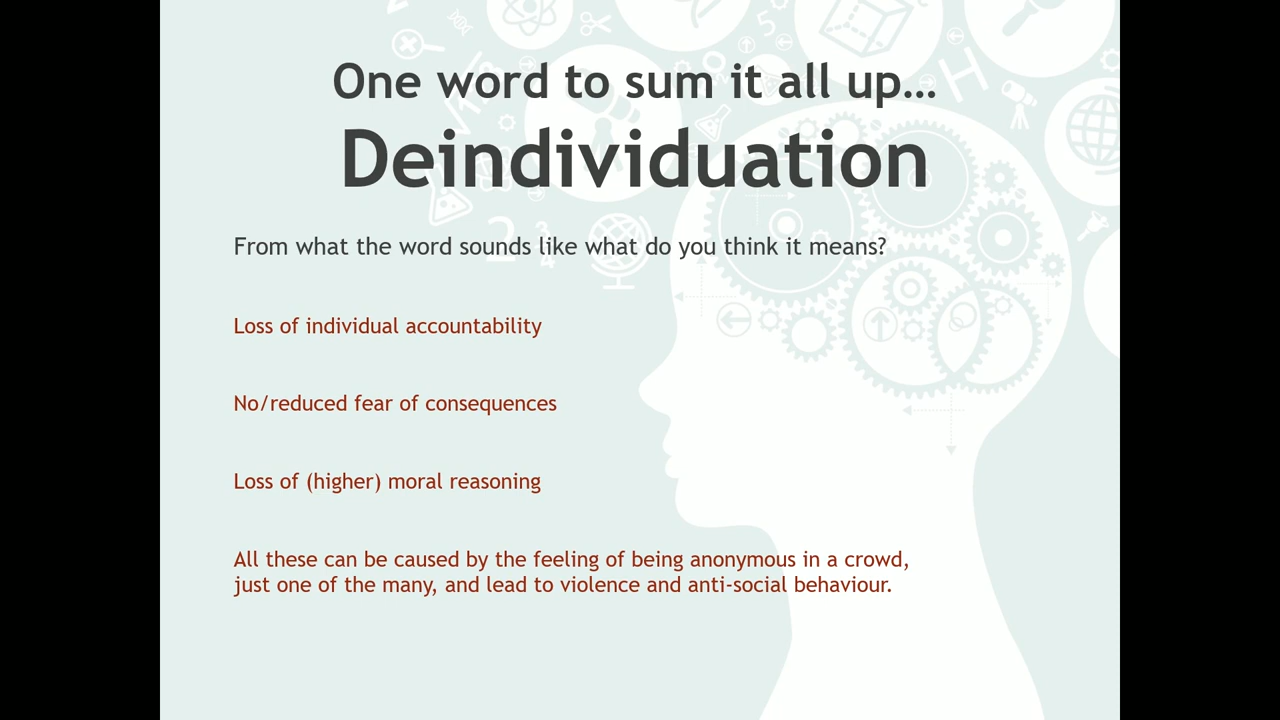 One word to sum it all up…
Deindividuation
From what the word sounds like what do you think it means?
Loss of individual accountability
No/reduced fear of consequences
Loss of (higher) moral reasoning
All these can be caused by the feeling of being anonymous in a crowd,
just one of the many, and lead to violence and anti-social behaviour.